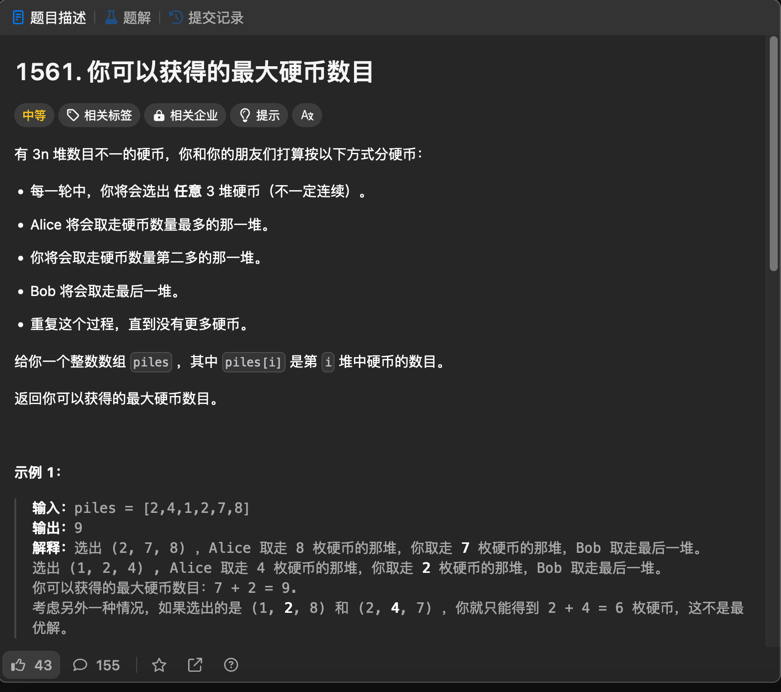 题目描述 题解 提交记录
1561. 你可以获得的最大硬币数目
中等 相关标签 相关企业 提示 Aあ
有 3n 堆数目不一的硬币，你和你的朋友们打算按以下方式分硬币：
• 每一轮中，你将会选出 任意 3 堆硬币（不一定连续）。
• Alice 将会取走硬币数量最多的那一堆。
• 你将会取走硬币数量第二多的那一堆。
• Bob 将会取走最后一堆。
• 重复这个过程，直到没有更多硬币。
给你一个整数数组 piles ，其中 piles[i] 是第 i 堆中硬币的数目。
返回你可以获得的最大硬币数目。
示例 1：
输入：piles = [2,4,1,2,7,8]
输出：9
解释：选出 (2, 7, 8) ，Alice 取走 8 枚硬币的那堆，你取走 7 枚硬币的那堆，Bob 取走最后一堆。
选出 (1, 2, 4) , Alice 取走 4 枚硬币的那堆，你取走 2 枚硬币的那堆，Bob 取走最后一堆。
你可以获得的最大硬币数目：7 + 2 = 9.
考虑另外一种情况，如果选出的是 (1, 2, 8) 和 (2, 4, 7) ，你就只能得到 2 + 4 = 6 枚硬币，这不是最
优解。
43 155